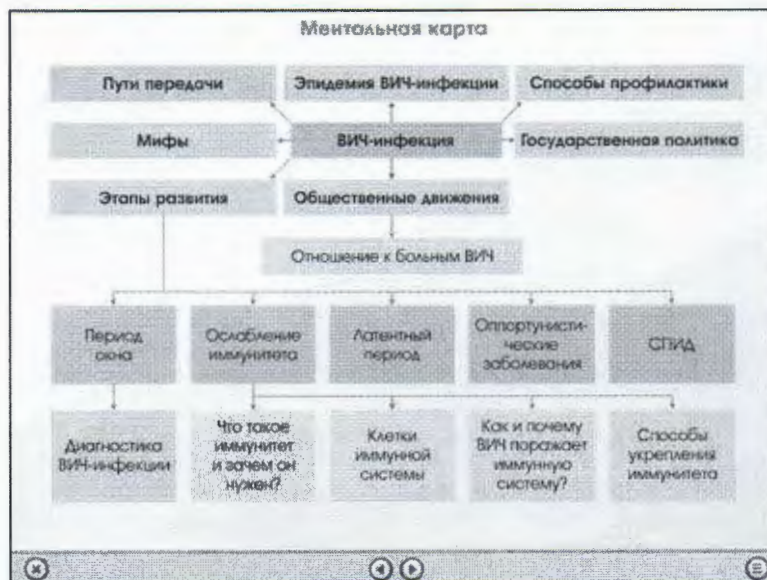 Ментальная карта
Пути передачи
Эпидемия ВИЧ-инфекции
Способы профилактики
Мифы
ВИЧ-инфекция
Государственная политика
Этапы развития
Общественные движения
Отношение к больным ВИЧ
Период
окна
Ослабление
иммунитета
Латентный
период
Оппортунисти-
ческие
заболевания
СПИД
Диагностика
ВИЧ-инфекции
Что такое
иммунитет
и зачем он
нужен?
Клетки
иммунной
системы
Как и почему
ВИЧ поражает
иммунную
систему?
Способы
укрепления
иммунитета